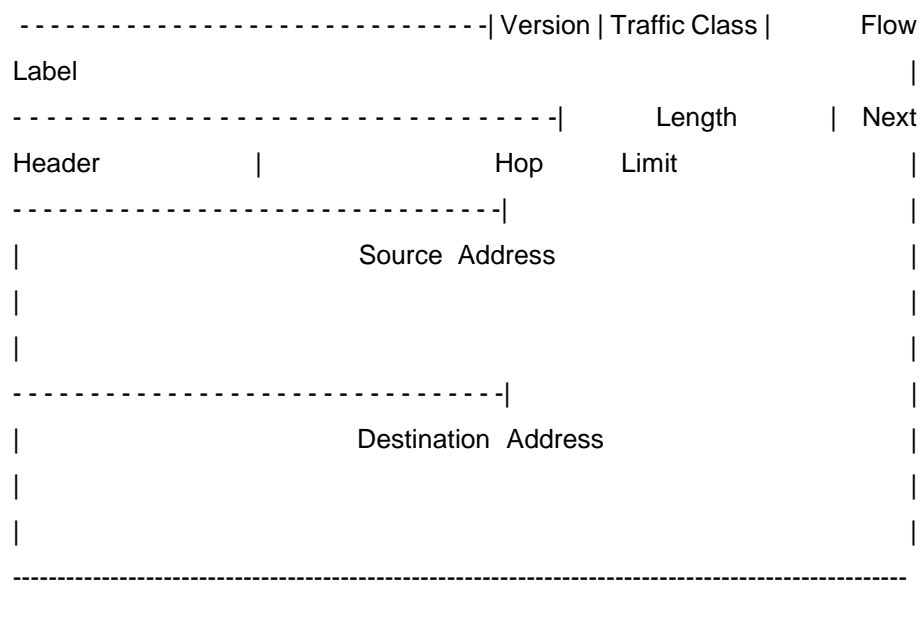 - - - - - - - - - - - - - - - - - - - - - - - - - - - - - - -| Version | Traffic Class | Flow
Label |
- - - - - - - - - - - - - - - - - - - - - - - - - - - - - - - -| Length | Next
Header | Hop Limit |
- - - - - - - - - - - - - - - - - - - - - - - - - - - - - - - -| |
| Source Address |
| |
| |
- - - - - - - - - - - - - - - - - - - - - - - - - - - - - - - -| |
| Destination Address |
| |
| |
-----------------------------------------------------------------------------------------------------